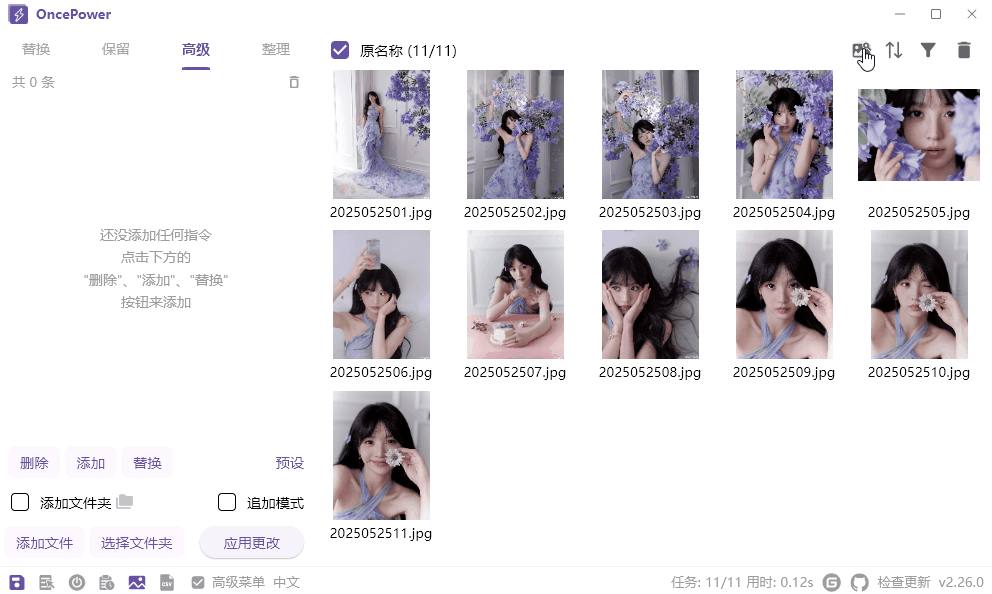 OncePower
替换 保留 高级 整理
原名称 (11/11)
共 0 条
2025052501.jpg 2025052502.jpg 2025052503.jpg 2025052504.jpg 2025052505.jpg
还没添加任何指令
点击下方的
"删除"、"添加"、"替换"
按钮来添加
2025052506.jpg 2025052507.jpg 2025052508.jpg 2025052509.jpg 2025052510.jpg
2025052511.jpg
删除 添加 替换 预设
添加文件夹 追加模式
添加文件 选择文件夹 应用更改
CSV 高级菜单 中文 任务: 11/11 用时: 0.12s G 检查更新 v2.26.0